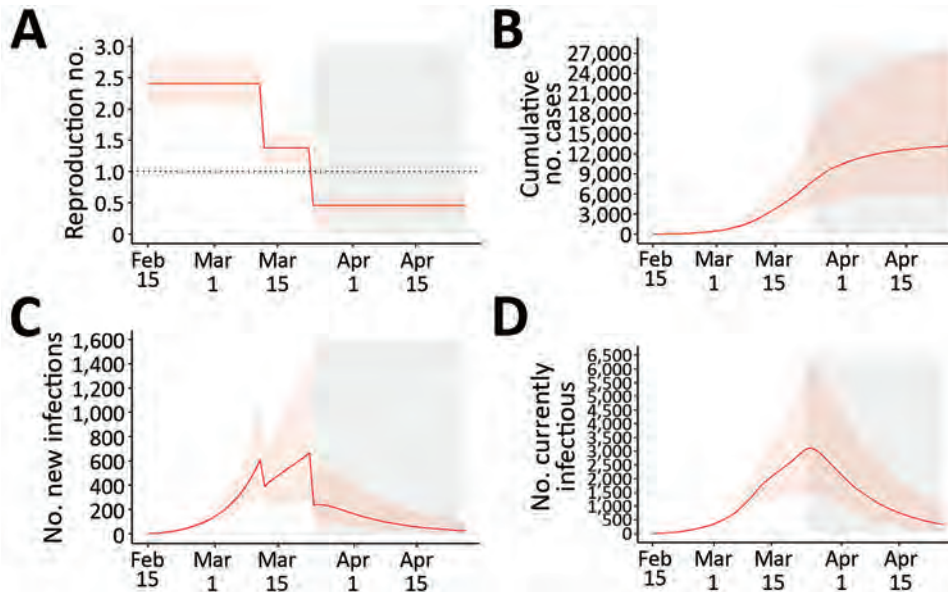 A
Reproduction no.
3.0
2.5
2.0
1.5
1.0
0.5
0
Feb Mar Mar Apr Apr
15 1 15 1 15
B
Cumulative
no. cases
27,000
24,000
21,000
18,000
15,000
12,000
9,000
6,000
3,000
0
Feb Mar Mar Apr Apr
15 1 15 1 15
C
No. new infections
1,600
1,400
1,200
1,000
800
600
400
200
0
Feb Mar Mar Apr Apr
15 1 15 1 15
D
No. currently
infectious
6,500
6,000
5,500
5,000
4,500
4,000
3,500
3,000
2,500
2,000
1,500
1,000
500
0
Feb Mar Mar Apr Apr
15 1 15 1 15